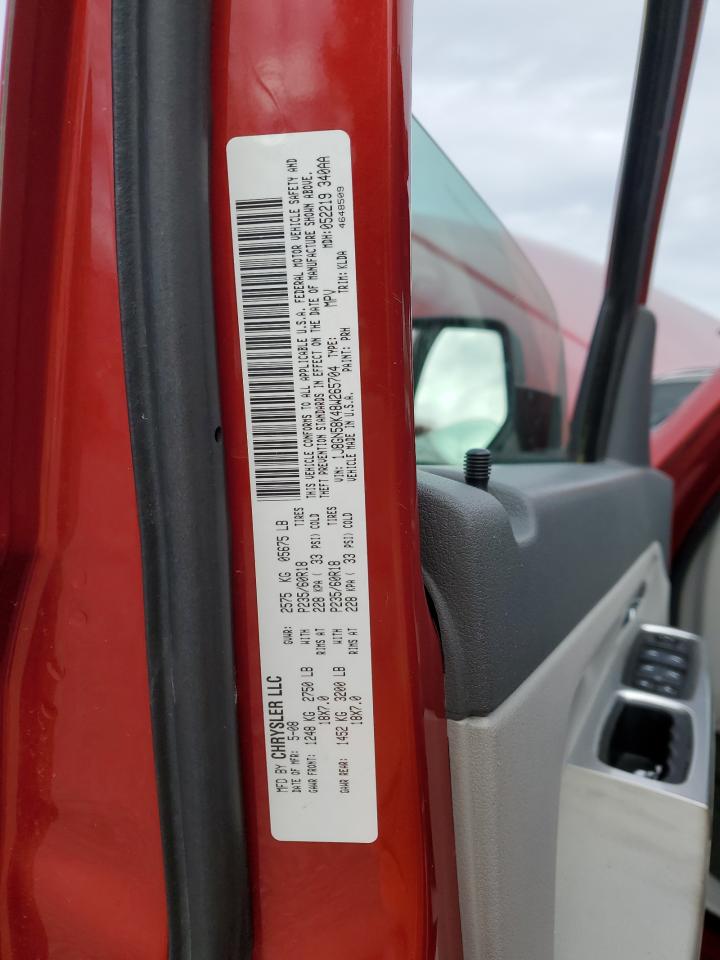 MFD BY CHRYSLER LLC
DATE OF MFR: 5-08 GVWR: 2575 KG 05675 LB
GAWR FRONT: 1248 KG 2750 LB WITH P235/60R18 TIRES
18X7.0 RIMS AT 228 KPA ( 33 PSI) COLD
GAWR REAR: 1452 KG 3200 LB WITH P235/60R18 TIRES
18X7.0 RIMS AT 228 KPA ( 33 PSI) COLD
THIS VEHICLE CONFORMS TO ALL APPLICABLE U.S.A. FEDERAL MOTOR VEHICLE SAFETY AND
THEFT PREVENTION STANDARDS IN EFFECT ON THE DATE OF MANUFACTURE SHOWN ABOVE.
VIN: 1J8GN58K48W265704 TYPE: MPV MDH:052219 340AA
VEHICLE MADE IN U.S.A. PAINT: PRH TRIM: KLDA 4648509